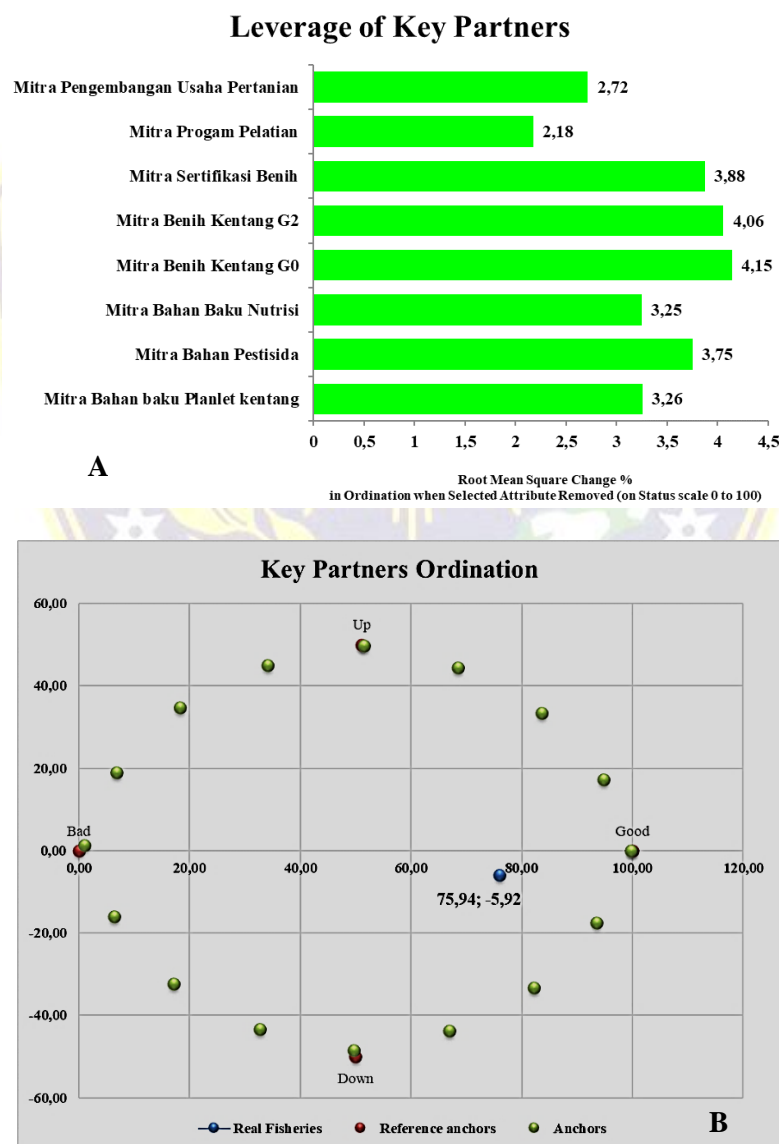 Leverage of Key Partners
Mitra Pengembangan Usaha Pertanian
2,72
Mitra Progam Pelatian
2,18
Mitra Sertifikasi Benih
3,88
Mitra Benih Kentang G2
4,06
Mitra Benih Kentang G0
4,15
Mitra Bahan Baku Nutrisi
3,25
Mitra Bahan Pestisida
3,75
Mitra Bahan baku Planlet kentang
3,26
0 0,5 1 1,5 2 2,5 3 3,5 4 4,5
A
Root Mean Square Change %
in Ordination when Selected Attribute Removed (on Status scale 0 to 100)
Key Partners Ordination
60,00
Up
40,00
20,00
Bad
Good
0,00
0,00 20,00 40,00 60,00 80,00 100,00 120,00
75,94; -5,92
-20,00
-40,00
Down
-60,00
Real Fisheries Reference anchors Anchors
B